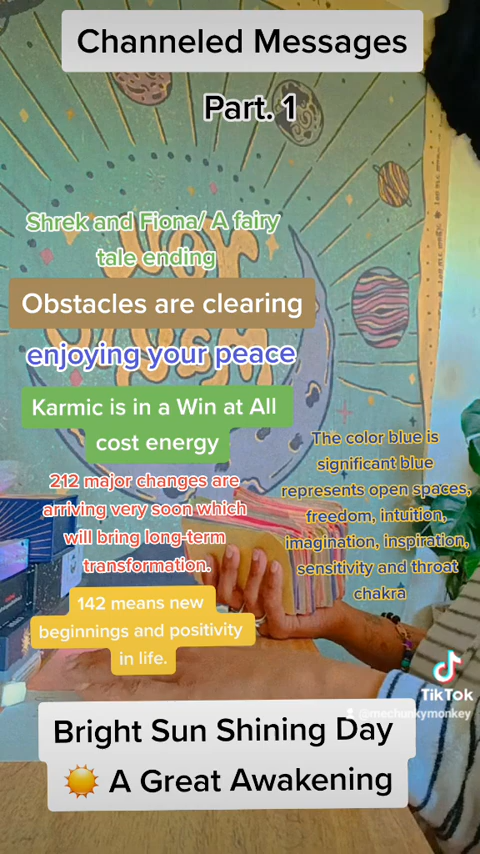 Channeled Messages
Part. 1
Shrek and Fiona/ A fairy
tale ending
Obstacles are clearing
enjoying your peace
Karmic is in a Win at All
cost energy
The color blue is
significant blue
represents open spaces,
freedom, intuition,
imagination, inspiration,
sensitivity and throat
chakra
212 major changes are
arriving very soon which
will bring long-term
transformation.
142 means new
beginnings and positivity
in life.
TikTok
@mechunkymonkey
Bright Sun Shining Day
☀️ A Great Awakening